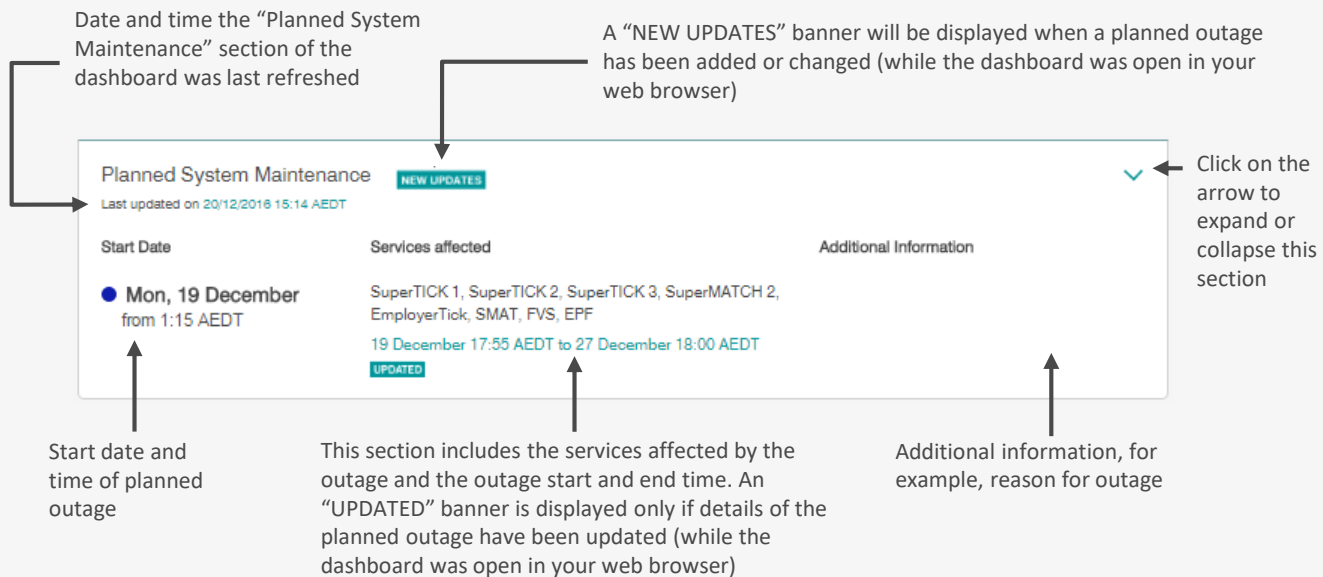 Date and time the “Planned System
Maintenance” section of the
dashboard was last refreshed
A “NEW UPDATES” banner will be displayed when a planned outage
has been added or changed (while the dashboard was open in your
web browser)
Planned System Maintenance NEW UPDATES
Last updated on 20/12/2016 15:14 AEDT
Click on the
arrow to
expand or
collapse this
section
Start Date Services affected Additional Information
Mon, 19 December
from 1:15 AEDT
SuperTICK 1, SuperTICK 2, SuperTICK 3, SuperMATCH 2,
EmployerTick, SMAT, FVS, EPF
19 December 17:55 AEDT to 27 December 18:00 AEDT
UPDATED
Start date and
time of planned
outage
This section includes the services affected by the
outage and the outage start and end time. An
“UPDATED” banner is displayed only if details of the
planned outage have been updated (while the
dashboard was open in your web browser)
Additional information, for
example, reason for outage